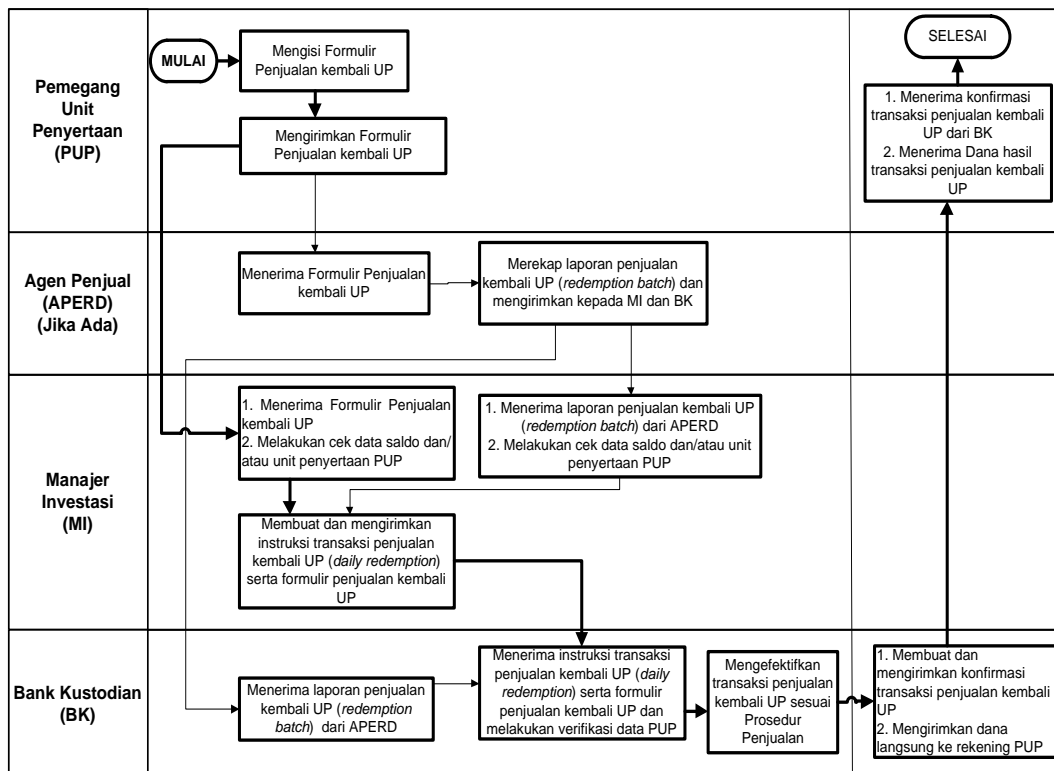 Pemegang
Unit
Penyertaan
(PUP)
MULAI
Mengisi Formulir
Penjualan kembali UP
Mengirimkan Formulir
Penjualan kembali UP
SELESAI
1. Menerima konfirmasi
transaksi penjualan kembali
UP dari BK
2. Menerima Dana hasil
transaksi penjualan kembali
UP
Agen Penjual
(APERD)
(Jika Ada)
Menerima Formulir Penjualan
kembali UP
Merekap laporan penjualan
kembali UP (redemption batch) dan
mengirimkan kepada MI dan BK
Manajer
Investasi
(MI)
1. Menerima Formulir Penjualan
kembali UP
2. Melakukan cek data saldo dan/
atau unit penyertaan PUP
1. Menerima laporan penjualan kembali UP
(redemption batch) dari APERD
2. Melakukan cek data saldo dan/atau unit
penyertaan PUP
Membuat dan mengirimkan
instruksi transaksi penjualan
kembali UP (daily redemption)
serta formulir penjualan kembali
UP
Bank Kustodian
(BK)
Menerima laporan penjualan
kembali UP (redemption
batch) dari APERD
Menerima instruksi transaksi
penjualan kembali UP (daily
redemption) serta formulir
penjualan kembali UP dan
melakukan verifikasi data PUP
Mengefektifkan
transaksi penjualan
kembali UP sesuai
Prosedur
Penjualan
1. Membuat dan
mengirimkan konfirmasi
transaksi penjualan kembali
UP
2. Mengirimkan dana
langsung ke rekening PUP